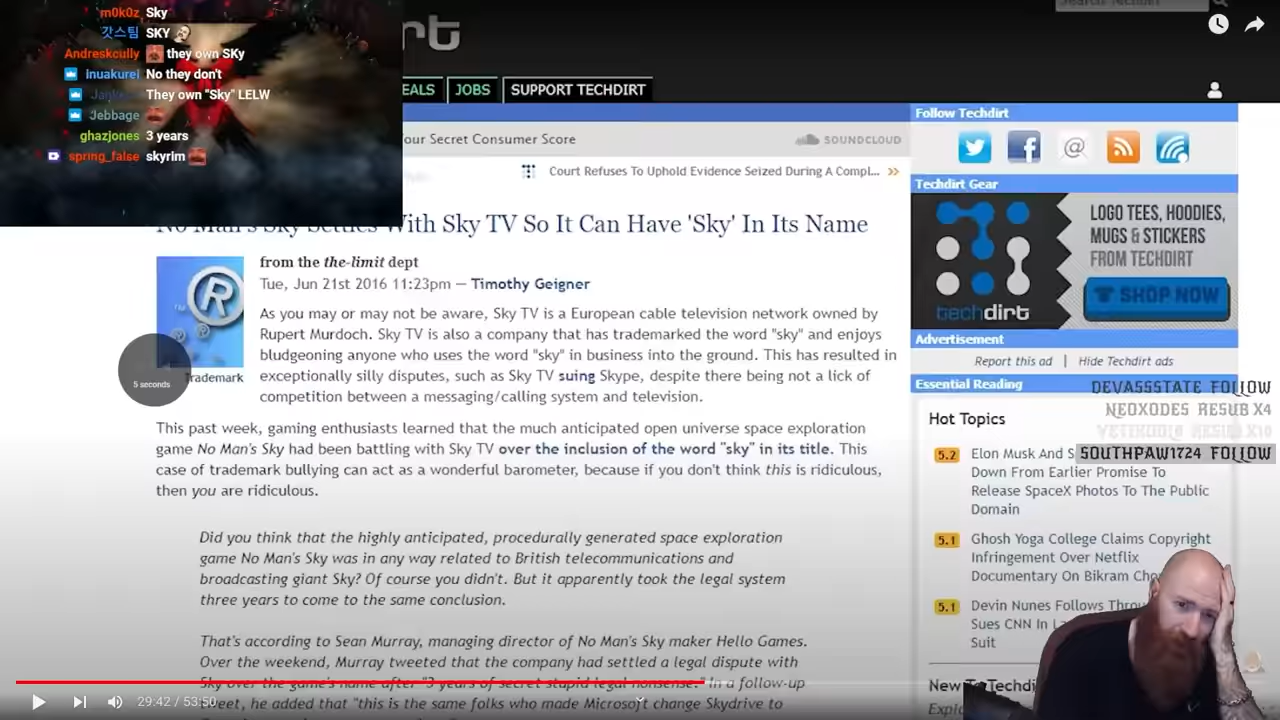 m0k0z Sky
갓스팀 SKY
Andreskcully they own SKy
inuakurei No they don't
They own "Sky" LELW
Jebbage
ghazjones 3 years
spring_false skyrim
Search Techdirt
rt
EALS JOBS SUPPORT TECHDIRT
our Secret Consumer Score
SOUNDCLOUD
Court Refuses To Uphold Evidence Seized During A Compl...
No Man's Sky Settles With Sky TV So It Can Have 'Sky' In Its Name
from the the-limit dept
Tue, Jun 21st 2016 11:23pm — Timothy Geigner
As you may or may not be aware, Sky TV is a European cable television network owned by
Rupert Murdoch. Sky TV is also a company that has trademarked the word "sky" and enjoys
bludgeoning anyone who uses the word "sky" in business into the ground. This has resulted in
exceptionally silly disputes, such as Sky TV suing Skype, despite there being not a lick of
competition between a messaging/calling system and television.
R
TM
Trademark
5 seconds
This past week, gaming enthusiasts learned that the much anticipated open universe space exploration
game No Man's Sky had been battling with Sky TV over the inclusion of the word "sky" in its title. This
case of trademark bullying can act as a wonderful barometer, because if you don't think this is ridiculous,
then you are ridiculous.
Did you think that the highly anticipated, procedurally generated space exploration
game No Man's Sky was in any way related to British telecommunications and
broadcasting giant Sky? Of course you didn't. But it apparently took the legal system
three years to come to the same conclusion.
That's according to Sean Murray, managing director of No Man's Sky maker Hello Games.
Over the weekend, Murray tweeted that the company had settled a legal dispute with
Sky over the game's name after "3 years of secret stupid legal nonsense." In a follow-up
tweet, he added that "this is the same folks who made Microsoft change Skydrive to
Follow Techdirt
Techdirt Gear
LOGO TEES, HOODIES,
MUGS & STICKERS
FROM TECHDIRT
techdirt
SHOP NOW
Advertisement
Report this ad | Hide Techdirt ads
Essential Reading
Hot Topics
5.2 Elon Musk And S
Down From Earlier Promise To
Release SpaceX Photos To The Public
Domain
5.1 Ghosh Yoga College Claims Copyright
Infringement Over Netflix
Documentary On Bikram Cho
5.1 Devin Nunes Follows Throu
Sues CNN In La
Suit
New To Techdi
Explo
DEVASSSTATE FOLLOW
NEOXODES RESUB X4
RESUB X10
SOUTHPAW1724 FOLLOW
29:42 / 53:50